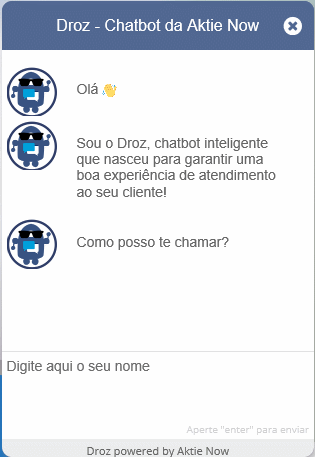 Droz - Chatbot da Aktie Now
Olá 👋
Sou o Droz, chatbot inteligente
que nasceu para garantir uma
boa experiência de atendimento
ao seu cliente!
Como posso te chamar?
Digite aqui o seu nome
Aperte "enter" para enviar
Droz powered by Aktie Now